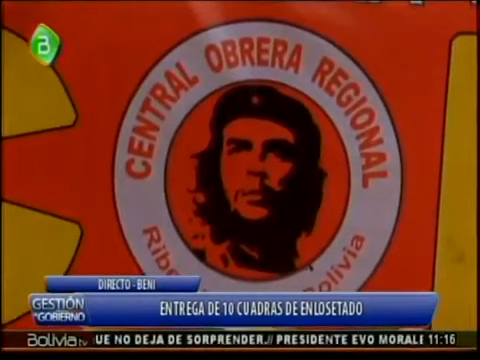 B
CENTRAL OBRERA REGIONAL
Bolivia
DIRECTO - BENI
GESTIÓN
DE GOBIERNO
ENTREGA DE 10 CUADRAS DE ENLOSETADO
Bolivia tv
UE NO DEJA DE SORPRENDER. // PRESIDENTE EVO MORALE
11:16